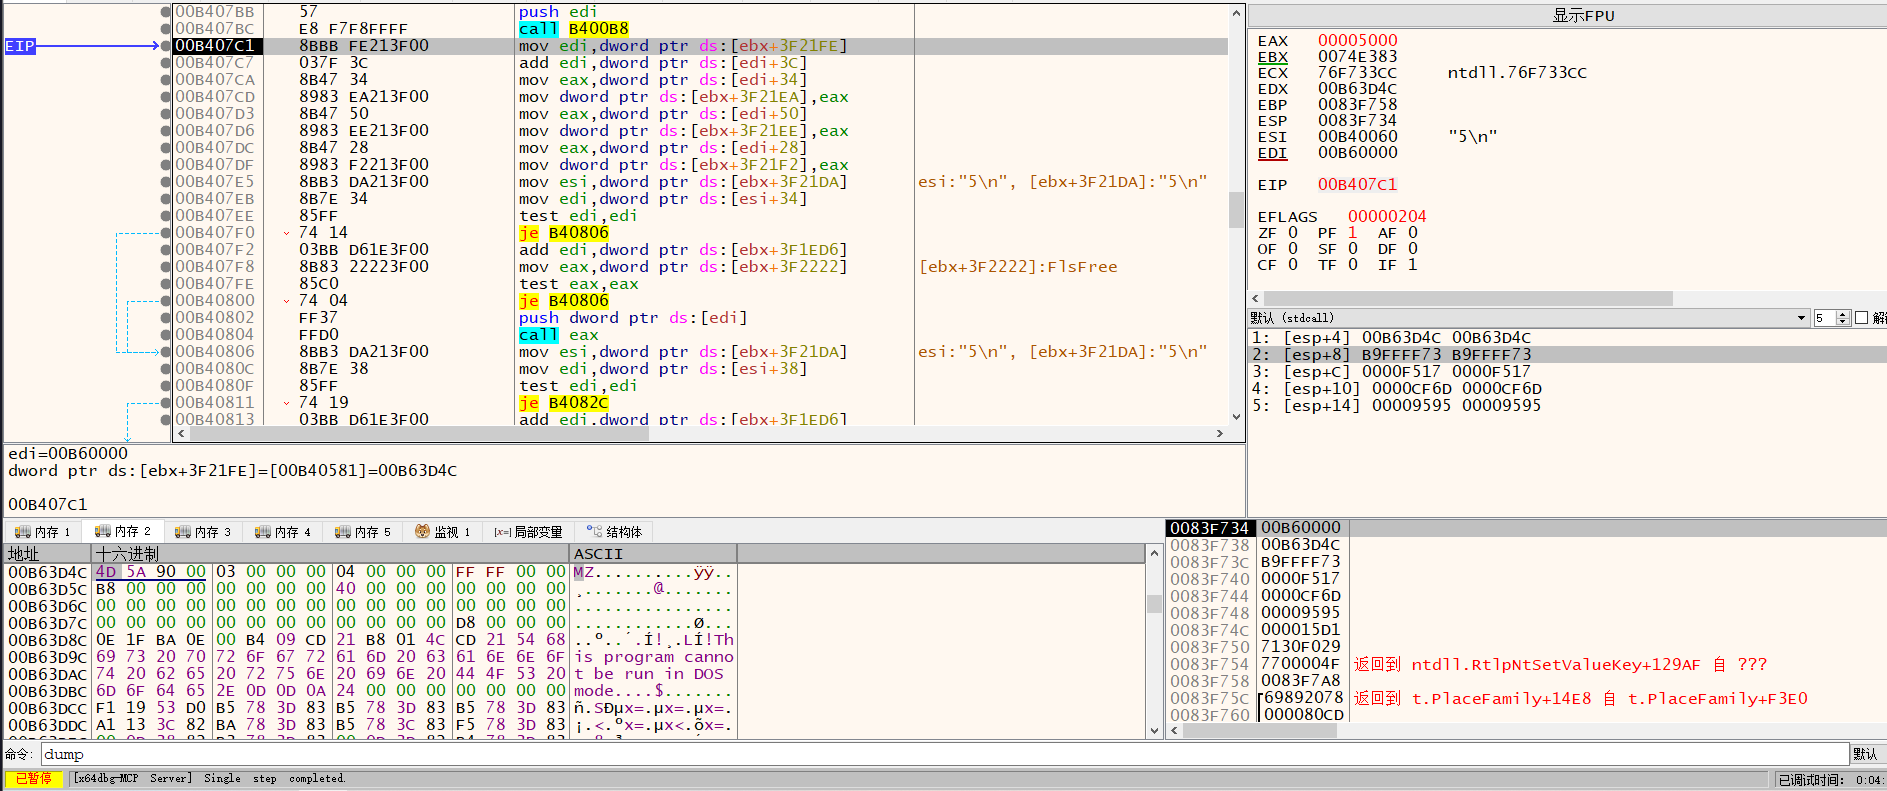 00B407BB 57 push edi
00B407BC E8 F7F8FFFF call B400B8
EIP 00B407C1 8BBB FE213F00 mov edi,dword ptr ds:[ebx+3F21FE]
00B407C7 037F 3C add edi,dword ptr ds:[edi+3C]
00B407CA 8B47 34 mov eax,dword ptr ds:[edi+34]
00B407CD 8983 EA213F00 mov dword ptr ds:[ebx+3F21EA],eax
00B407D3 8B47 50 mov eax,dword ptr ds:[edi+50]
00B407D6 8983 EE213F00 mov dword ptr ds:[ebx+3F21EE],eax
00B407DC 8B47 28 mov eax,dword ptr ds:[edi+28]
00B407DF 8983 F2213F00 mov dword ptr ds:[ebx+3F21F2],eax
00B407E5 8BB3 DA213F00 mov esi,dword ptr ds:[ebx+3F21DA] esi:"5\n", [ebx+3F21DA]:"5\n"
00B407EB 8B7E 34 mov edi,dword ptr ds:[esi+34]
00B407EE 85FF test edi,edi
00B407F0 74 14 je B40806
00B407F2 03BB D61E3F00 add edi,dword ptr ds:[ebx+3F1ED6]
00B407F8 8B83 22223F00 mov eax,dword ptr ds:[ebx+3F2222] [ebx+3F2222]:FlsFree
00B407FE 85C0 test eax,eax
00B40800 74 04 je B40806
00B40802 FF37 push dword ptr ds:[edi]
00B40804 FFD0 call eax
00B40806 8BB3 DA213F00 mov esi,dword ptr ds:[ebx+3F21DA] esi:"5\n", [ebx+3F21DA]:"5\n"
00B4080C 8B7E 38 mov edi,dword ptr ds:[esi+38]
00B4080F 85FF test edi,edi
00B40811 74 19 je B4082C
00B40813 03BB D61E3F00 add edi,dword ptr ds:[ebx+3F1ED6]
显示FPU
EAX 00005000
EBX 0074E383
ECX 76F733CC ntdll.76F733CC
EDX 00B63D4C
EBP 0083F758
ESP 0083F734
ESI 00B40060 "5\n"
EDI 00B60000
EIP 00B407C1
EFLAGS 00000204
ZF 0 PF 1 AF 0
OF 0 SF 0 DF 0
CF 0 TF 0 IF 1
默认 (stdcall) 5
1: [esp+4] 00B63D4C 00B63D4C
2: [esp+8] B9FFFF73 B9FFFF73
3: [esp+C] 0000F517 0000F517
4: [esp+10] 0000CF6D 0000CF6D
5: [esp+14] 00009595 00009595
edi=00B60000
dword ptr ds:[ebx+3F21FE]=[00B40581]=00B63D4C
00B407C1
内存 1 内存 2 内存 3 内存 4 内存 5 监视 1 [x=]局部变量 结构体
地址 十六进制 ASCII
00B63D4C 4D 5A 90 00 03 00 00 00 04 00 00 00 FF FF 00 00 MZ..........ÿÿ..
00B63D5C B8 00 00 00 00 00 00 00 40 00 00 00 00 00 00 00 ¸.......@.......
00B63D6C 00 00 00 00 00 00 00 00 00 00 00 00 00 00 00 00 ................
00B63D7C 00 00 00 00 00 00 00 00 00 00 00 00 D8 00 00 00 ............Ø...
00B63D8C 0E 1F BA 0E 00 B4 09 CD 21 B8 01 4C CD 21 54 68 ..º..´.Í!¸.LÍ!Th
00B63D9C 69 73 20 70 72 6F 67 72 61 6D 20 63 61 6E 6E 6F is program canno
00B63DAC 74 20 62 65 20 72 75 6E 20 69 6E 20 44 4F 53 20 t be run in DOS
00B63DBC 6D 6F 64 65 2E 0D 0D 0A 24 00 00 00 00 00 00 00 mode....$.......
00B63DCC F1 19 53 D0 B5 78 3D 83 B5 78 3D 83 B5 78 3D 83 ñ.SÐµx=.µx=.µx=.
00B63DDC A1 13 3C 82 BA 78 3D 83 B5 78 3C 83 F5 78 3D 83 ¡.<.ºx=.µx<.õx=.
0083F734 00B60000
0083F738 00B63D4C
0083F73C B9FFFF73
0083F740 0000F517
0083F744 0000CF6D
0083F748 00009595
0083F74C 000015D1
0083F750 7130F029
0083F754 7700004F 返回到 ntdll.RtlpNtSetValueKey+129AF 自 ???
0083F758 0083F7A8
0083F75C 69892078 返回到 t.PlaceFamily+14E8 自 t.PlaceFamily+F3E0
0083F760 000080CD
命令: dump 默认
已暂停 [x64dbg-MCP Server] Single step completed. 已调试时间: 0:04: